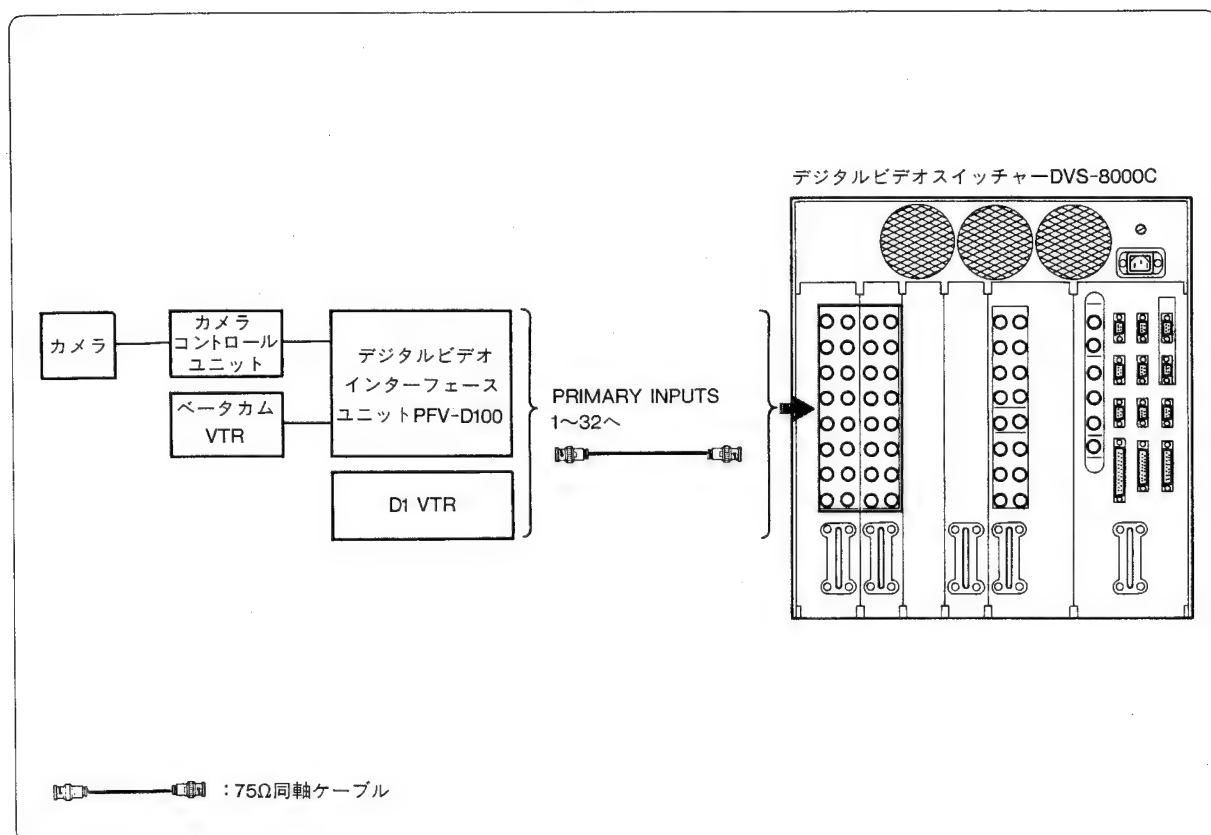 デジタルビデオスイッチャーDVS-8000C
カメラ
カメラ
コントロール
ユニット
ベータカム
VTR
デジタルビデオ
インターフェース
ユニットPFV-D100
D1 VTR
PRIMARY INPUTS
1〜32へ
:75Ω同軸ケーブル